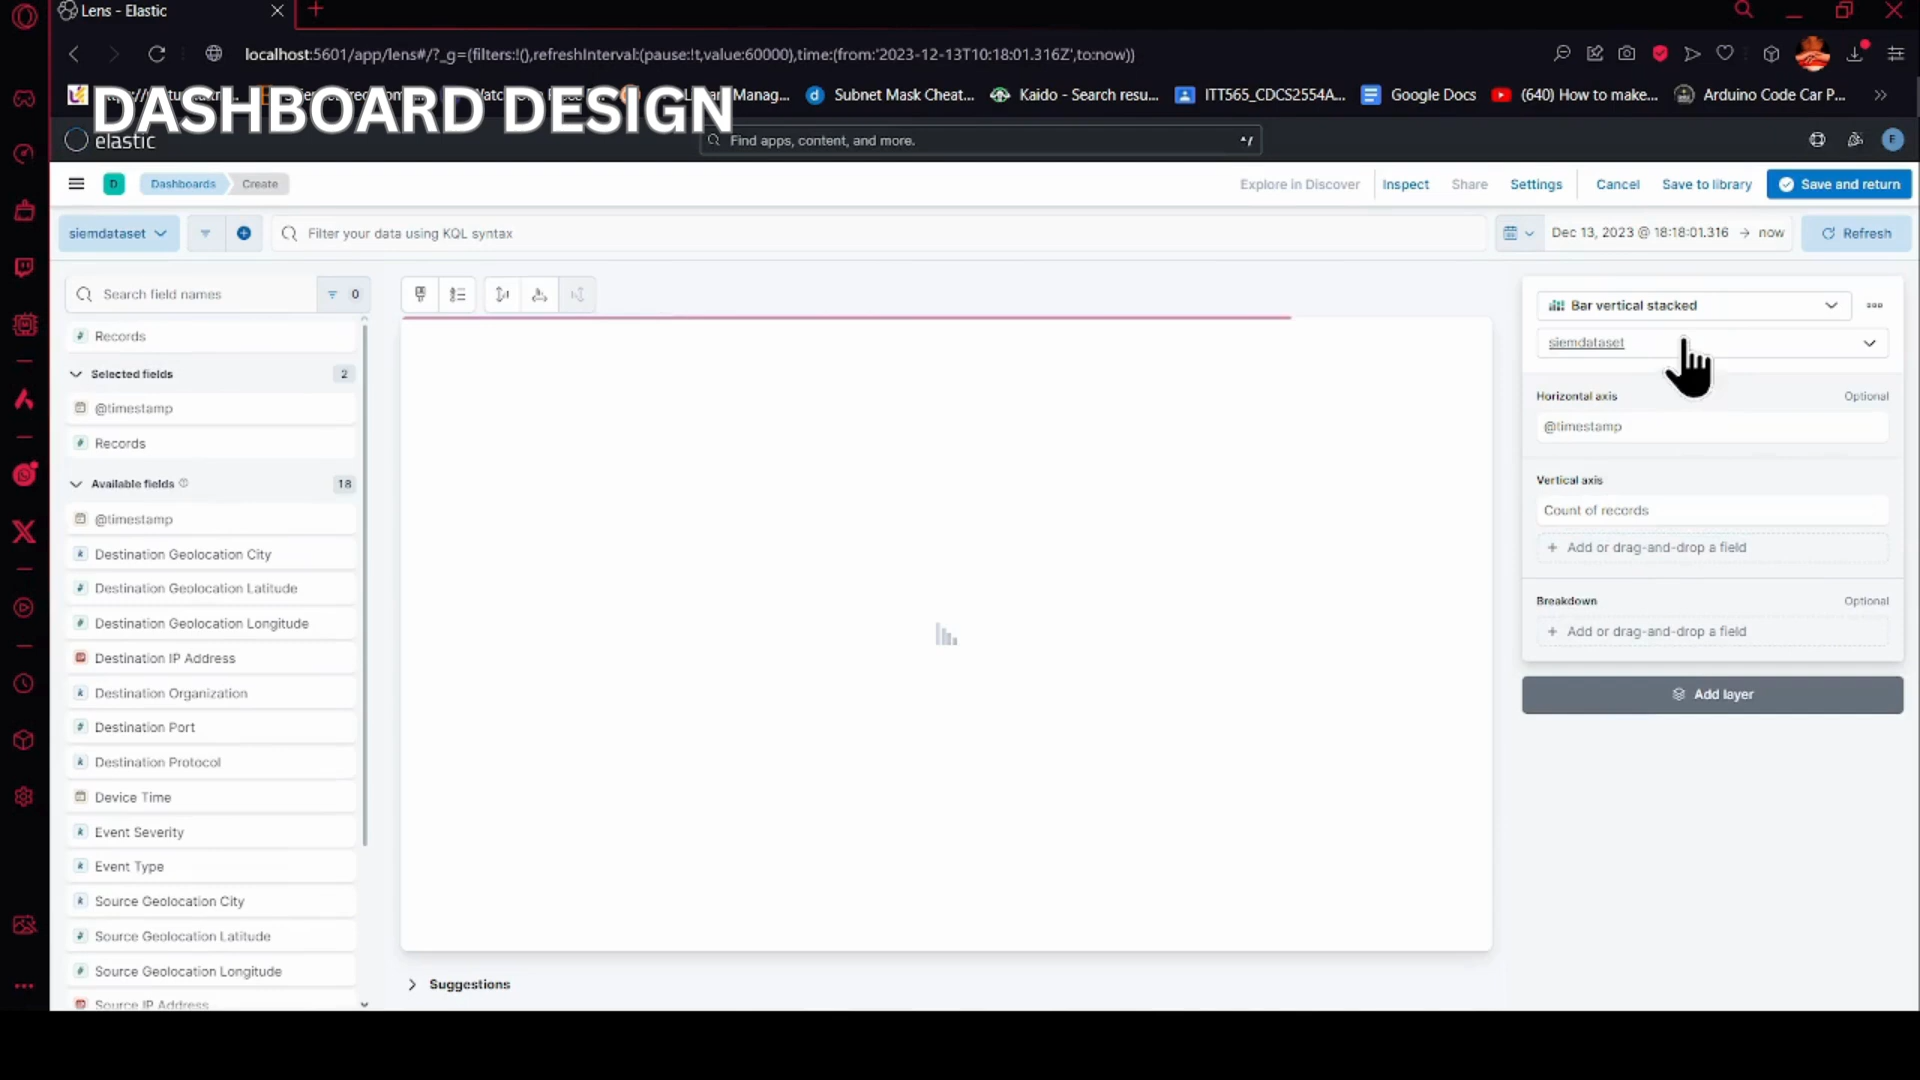 Lens - Elastic
localhost:5601/app/lens#/?_g=(filters:!(),refreshInterval:(pause:!t,value:60000),time:(from:'2023-12-13T10:18:01.316Z',to:now))
Manag... Subnet Mask Cheat... Kaido - Search resu... ITT565_CDCS2554A... Google Docs (640) How to make... Arduino Code Car P...
DASHBOARD DESIGN
elastic Find apps, content, and more. ^/ E
D Dashboards Create Explore in Discover Inspect Share Settings Cancel Save to library Save and return
siemdataset Filter your data using KQL syntax Dec 13, 2023 @ 18:18:01.316 → now Refresh
Search field names 0
Records
Selected fields 2
@timestamp
Records
Available fields 18
@timestamp
Destination Geolocation City
Destination Geolocation Latitude
Destination Geolocation Longitude
Destination IP Address
Destination Organization
Destination Port
Destination Protocol
Device Time
Event Severity
Event Type
Source Geolocation City
Source Geolocation Latitude
Source Geolocation Longitude
Source IP Address
Suggestions
Bar vertical stacked
siemdataset
Horizontal axis Optional
@timestamp
Vertical axis
Count of records
+ Add or drag-and-drop a field
Breakdown Optional
+ Add or drag-and-drop a field
Add layer